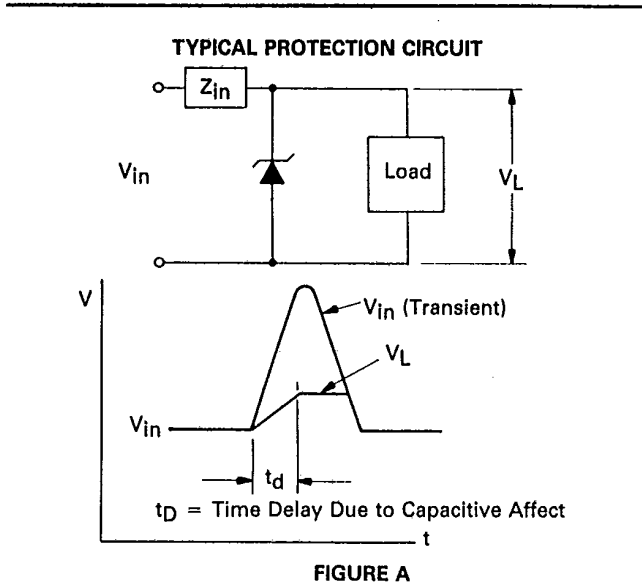 TYPICAL PROTECTION CIRCUIT
Zin
Vin
Load
VL
V
Vin (Transient)
VL
Vin
td
tD = Time Delay Due to Capacitive Affect
t
FIGURE A